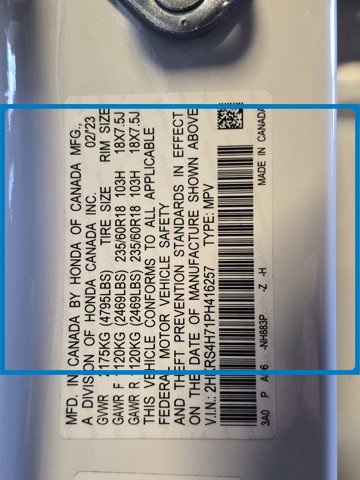 MFD. IN CANADA BY HONDA OF CANADA MFG.,
A DIVISION OF HONDA CANADA INC. 02/23
GVWR 2175KG (4795LBS) TIRE SIZE RIM SIZE
GAWR F 1120KG (2469LBS) 235/60R18 103H 18X7.5J
GAWR R 1120KG (2469LBS) 235/60R18 103H 18X7.5J
THIS VEHICLE CONFORMS TO ALL APPLICABLE
FEDERAL MOTOR VEHICLE SAFETY
AND THEFT PREVENTION STANDARDS IN EFFECT
ON THE DATE OF MANUFACTURE SHOWN ABOVE
V.I.N.: 2HKRS4H71PH416257 TYPE: MPV
3A0 P -NH883P -Z -H MADE IN CANADA